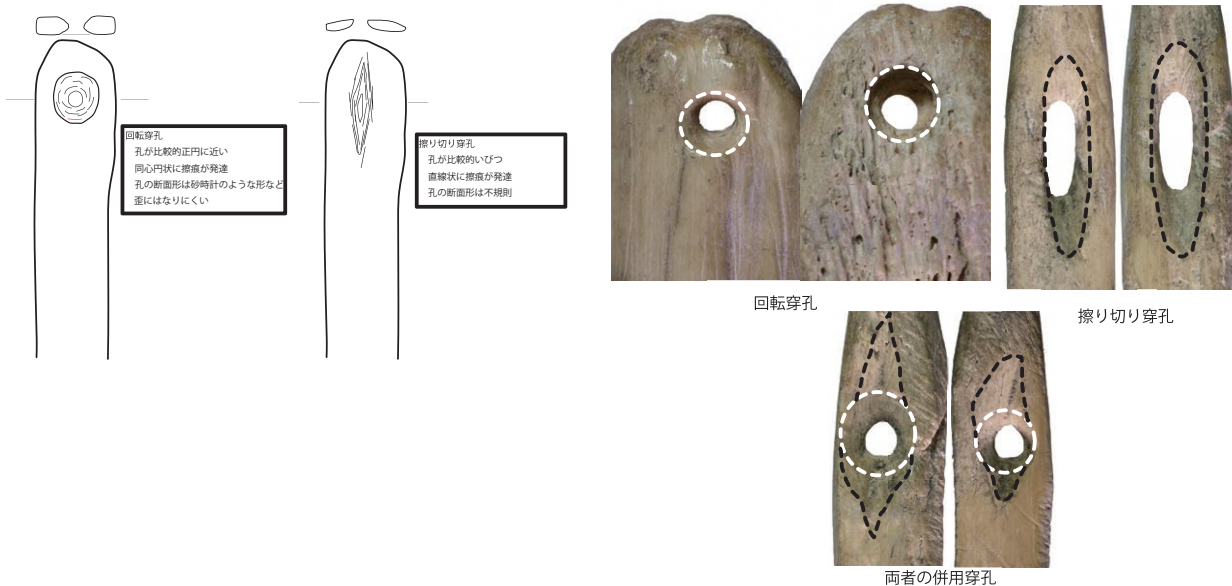 回転穿孔
孔が比較的正円に近い
同心円状に擦痕が発達
孔の断面形は砂時計のような形など
歪にはなりにくい
擦り切り穿孔
孔が比較的いびつ
直線状に擦痕が発達
孔の断面形は不規則
回転穿孔
擦り切り穿孔
両者の併用穿孔